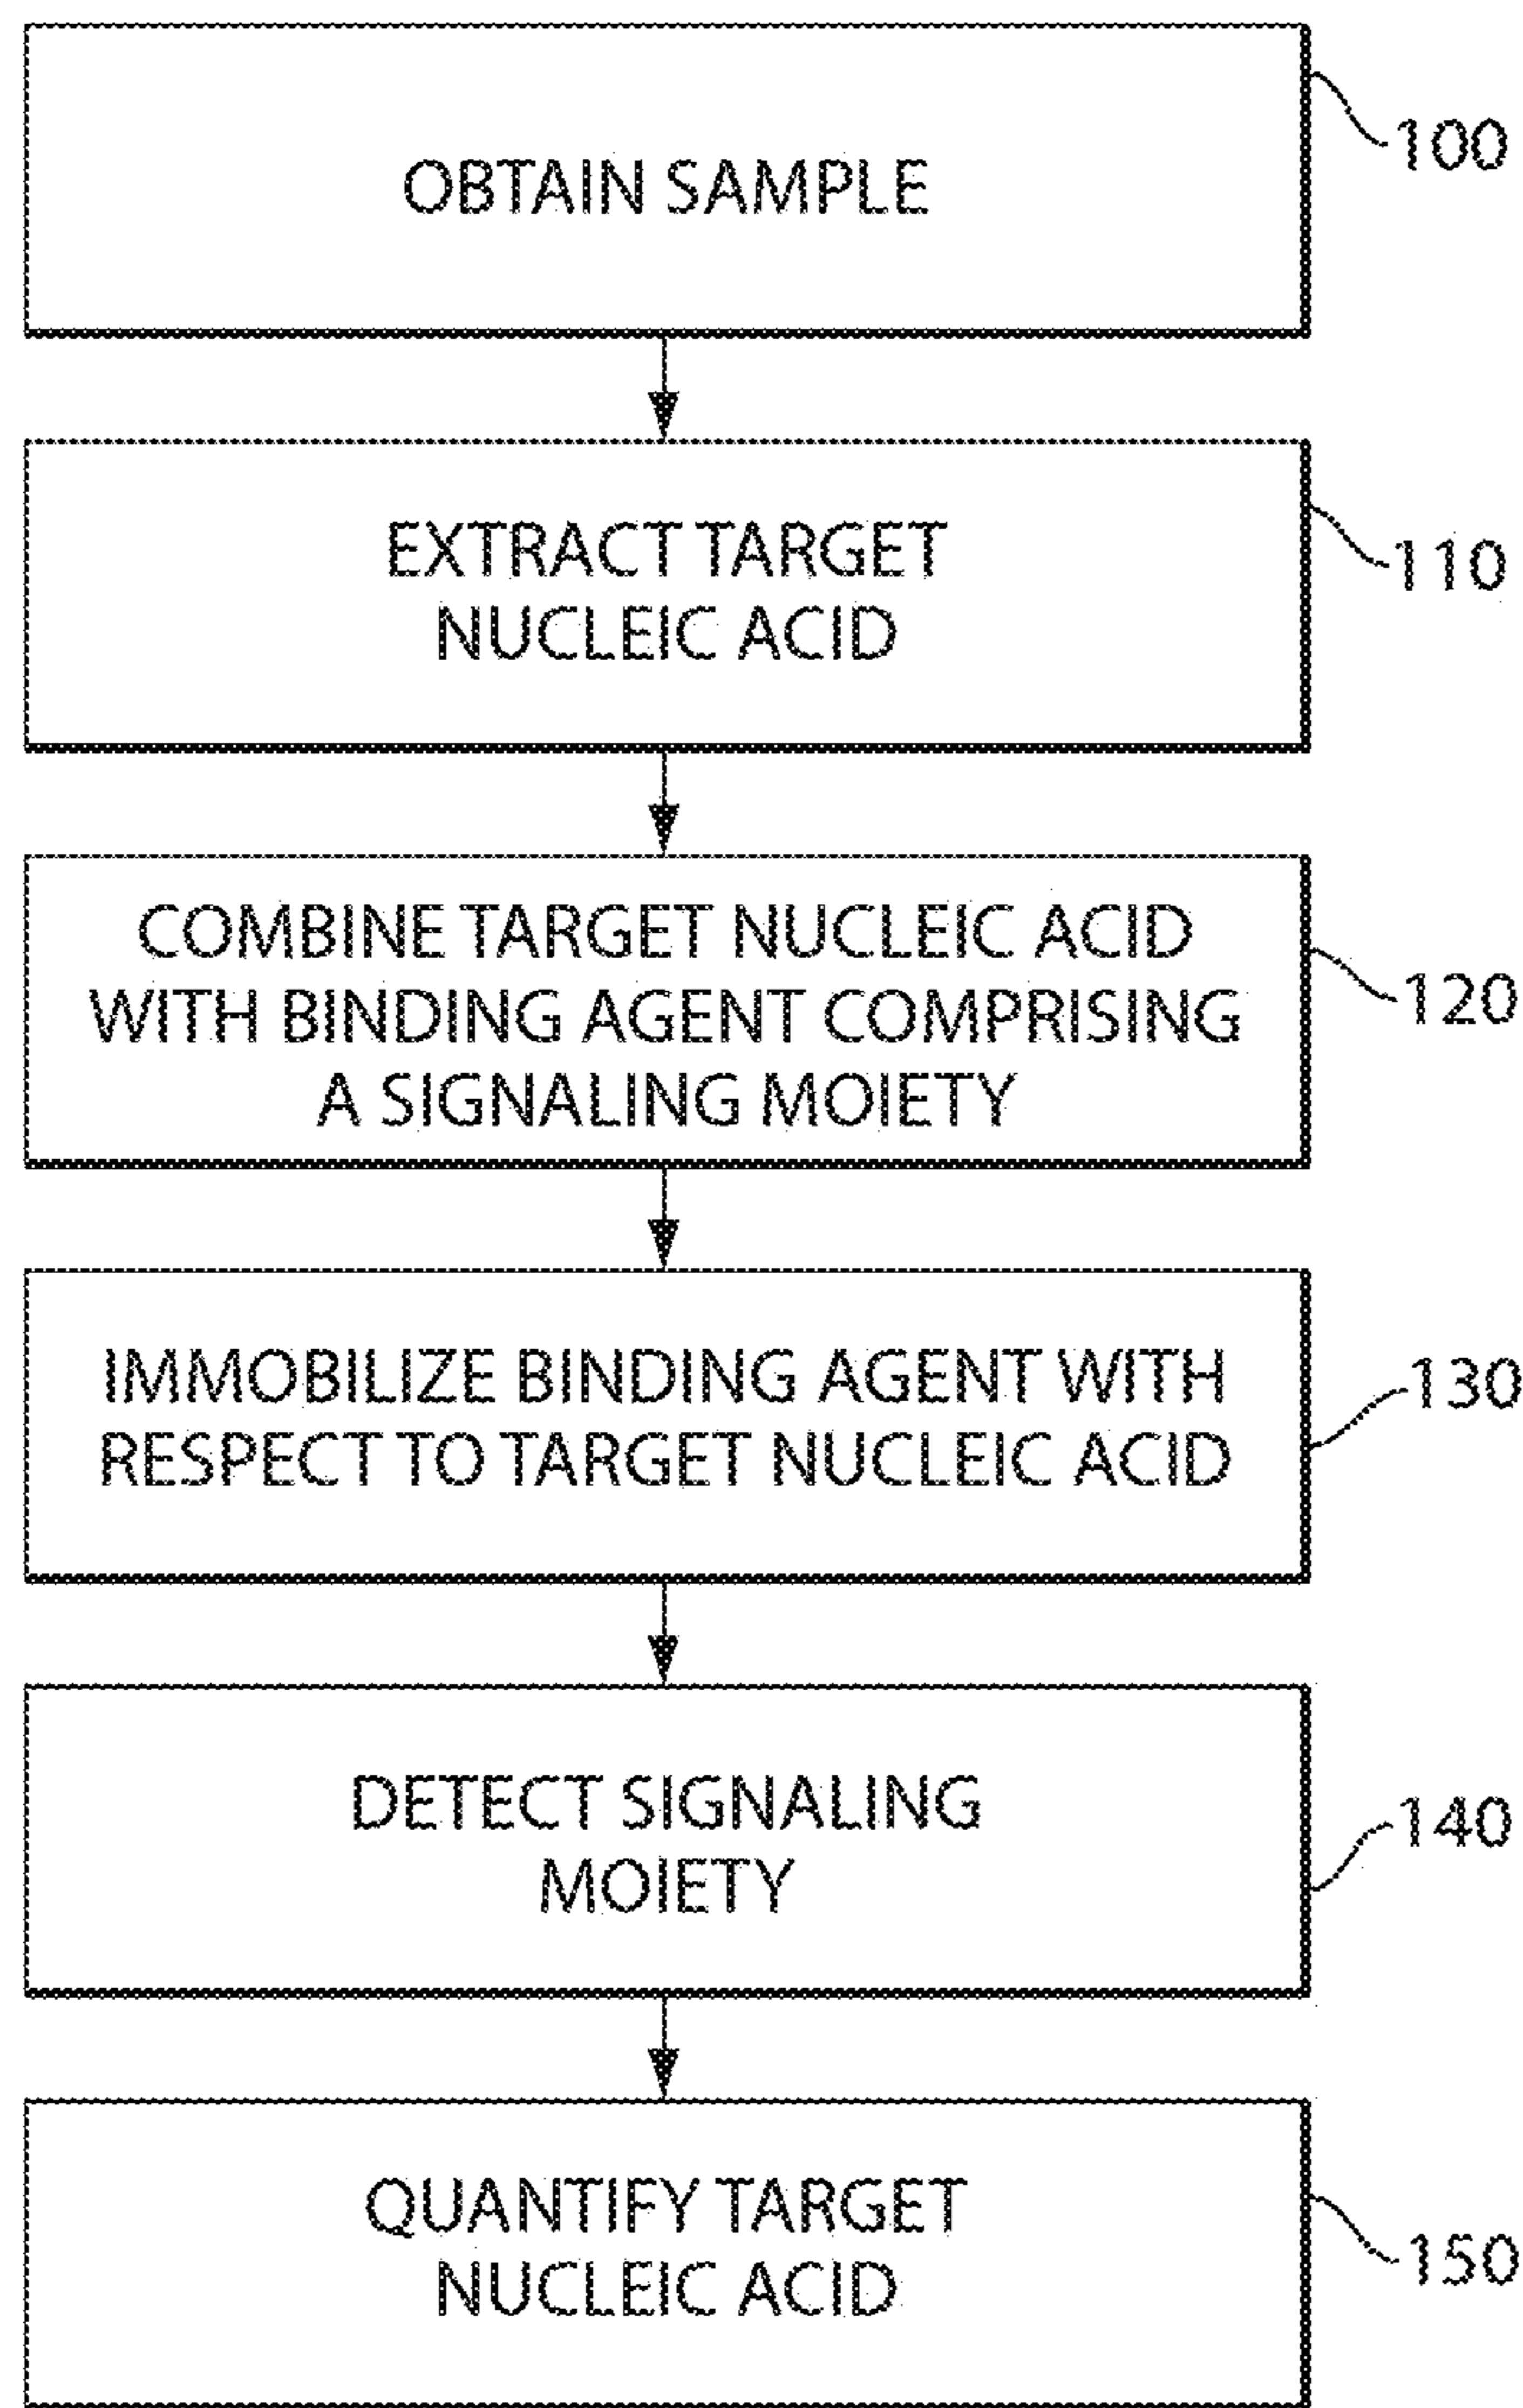 OBTAIN SAMPLE
100
EXTRACT TARGET
NUCLEIC ACID
110
COMBINE TARGET NUCLEIC ACID
WITH BINDING AGENT COMPRISING
A SIGNALING MOIETY
120
IMMOBILIZE BINDING AGENT WITH
RESPECT TO TARGET NUCLEIC ACID
130
DETECT SIGNALING
MOIETY
140
QUANTIFY TARGET
NUCLEIC ACID
150